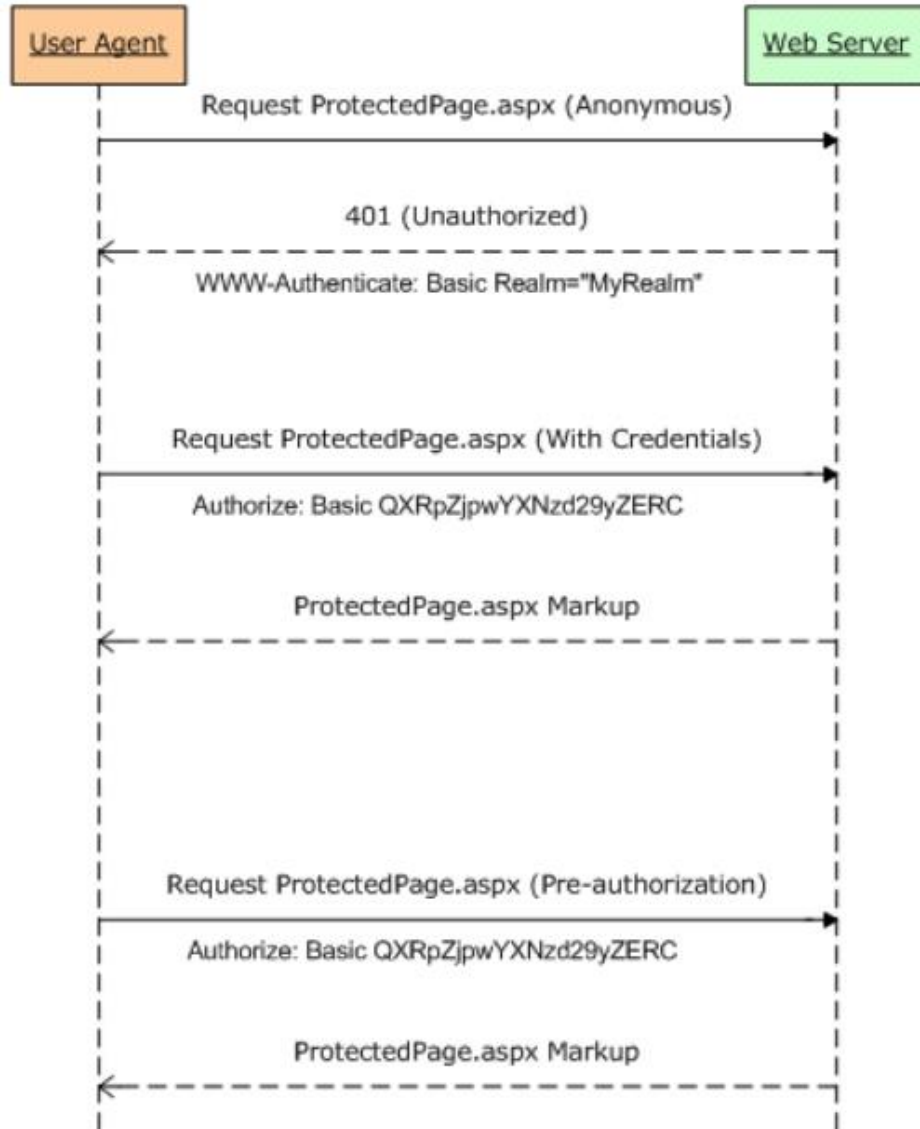 User Agent
Web Server
Request ProtectedPage.aspx (Anonymous)
401 (Unauthorized)
WWW-Authenticate: Basic Realm="MyRealm"
Request ProtectedPage.aspx (With Credentials)
Authorize: Basic QXRpZjpwYXNzd29yZERC
ProtectedPage.aspx Markup
Request ProtectedPage.aspx (Pre-authorization)
Authorize: Basic QXRpZjpwYXNzd29yZERC
ProtectedPage.aspx Markup